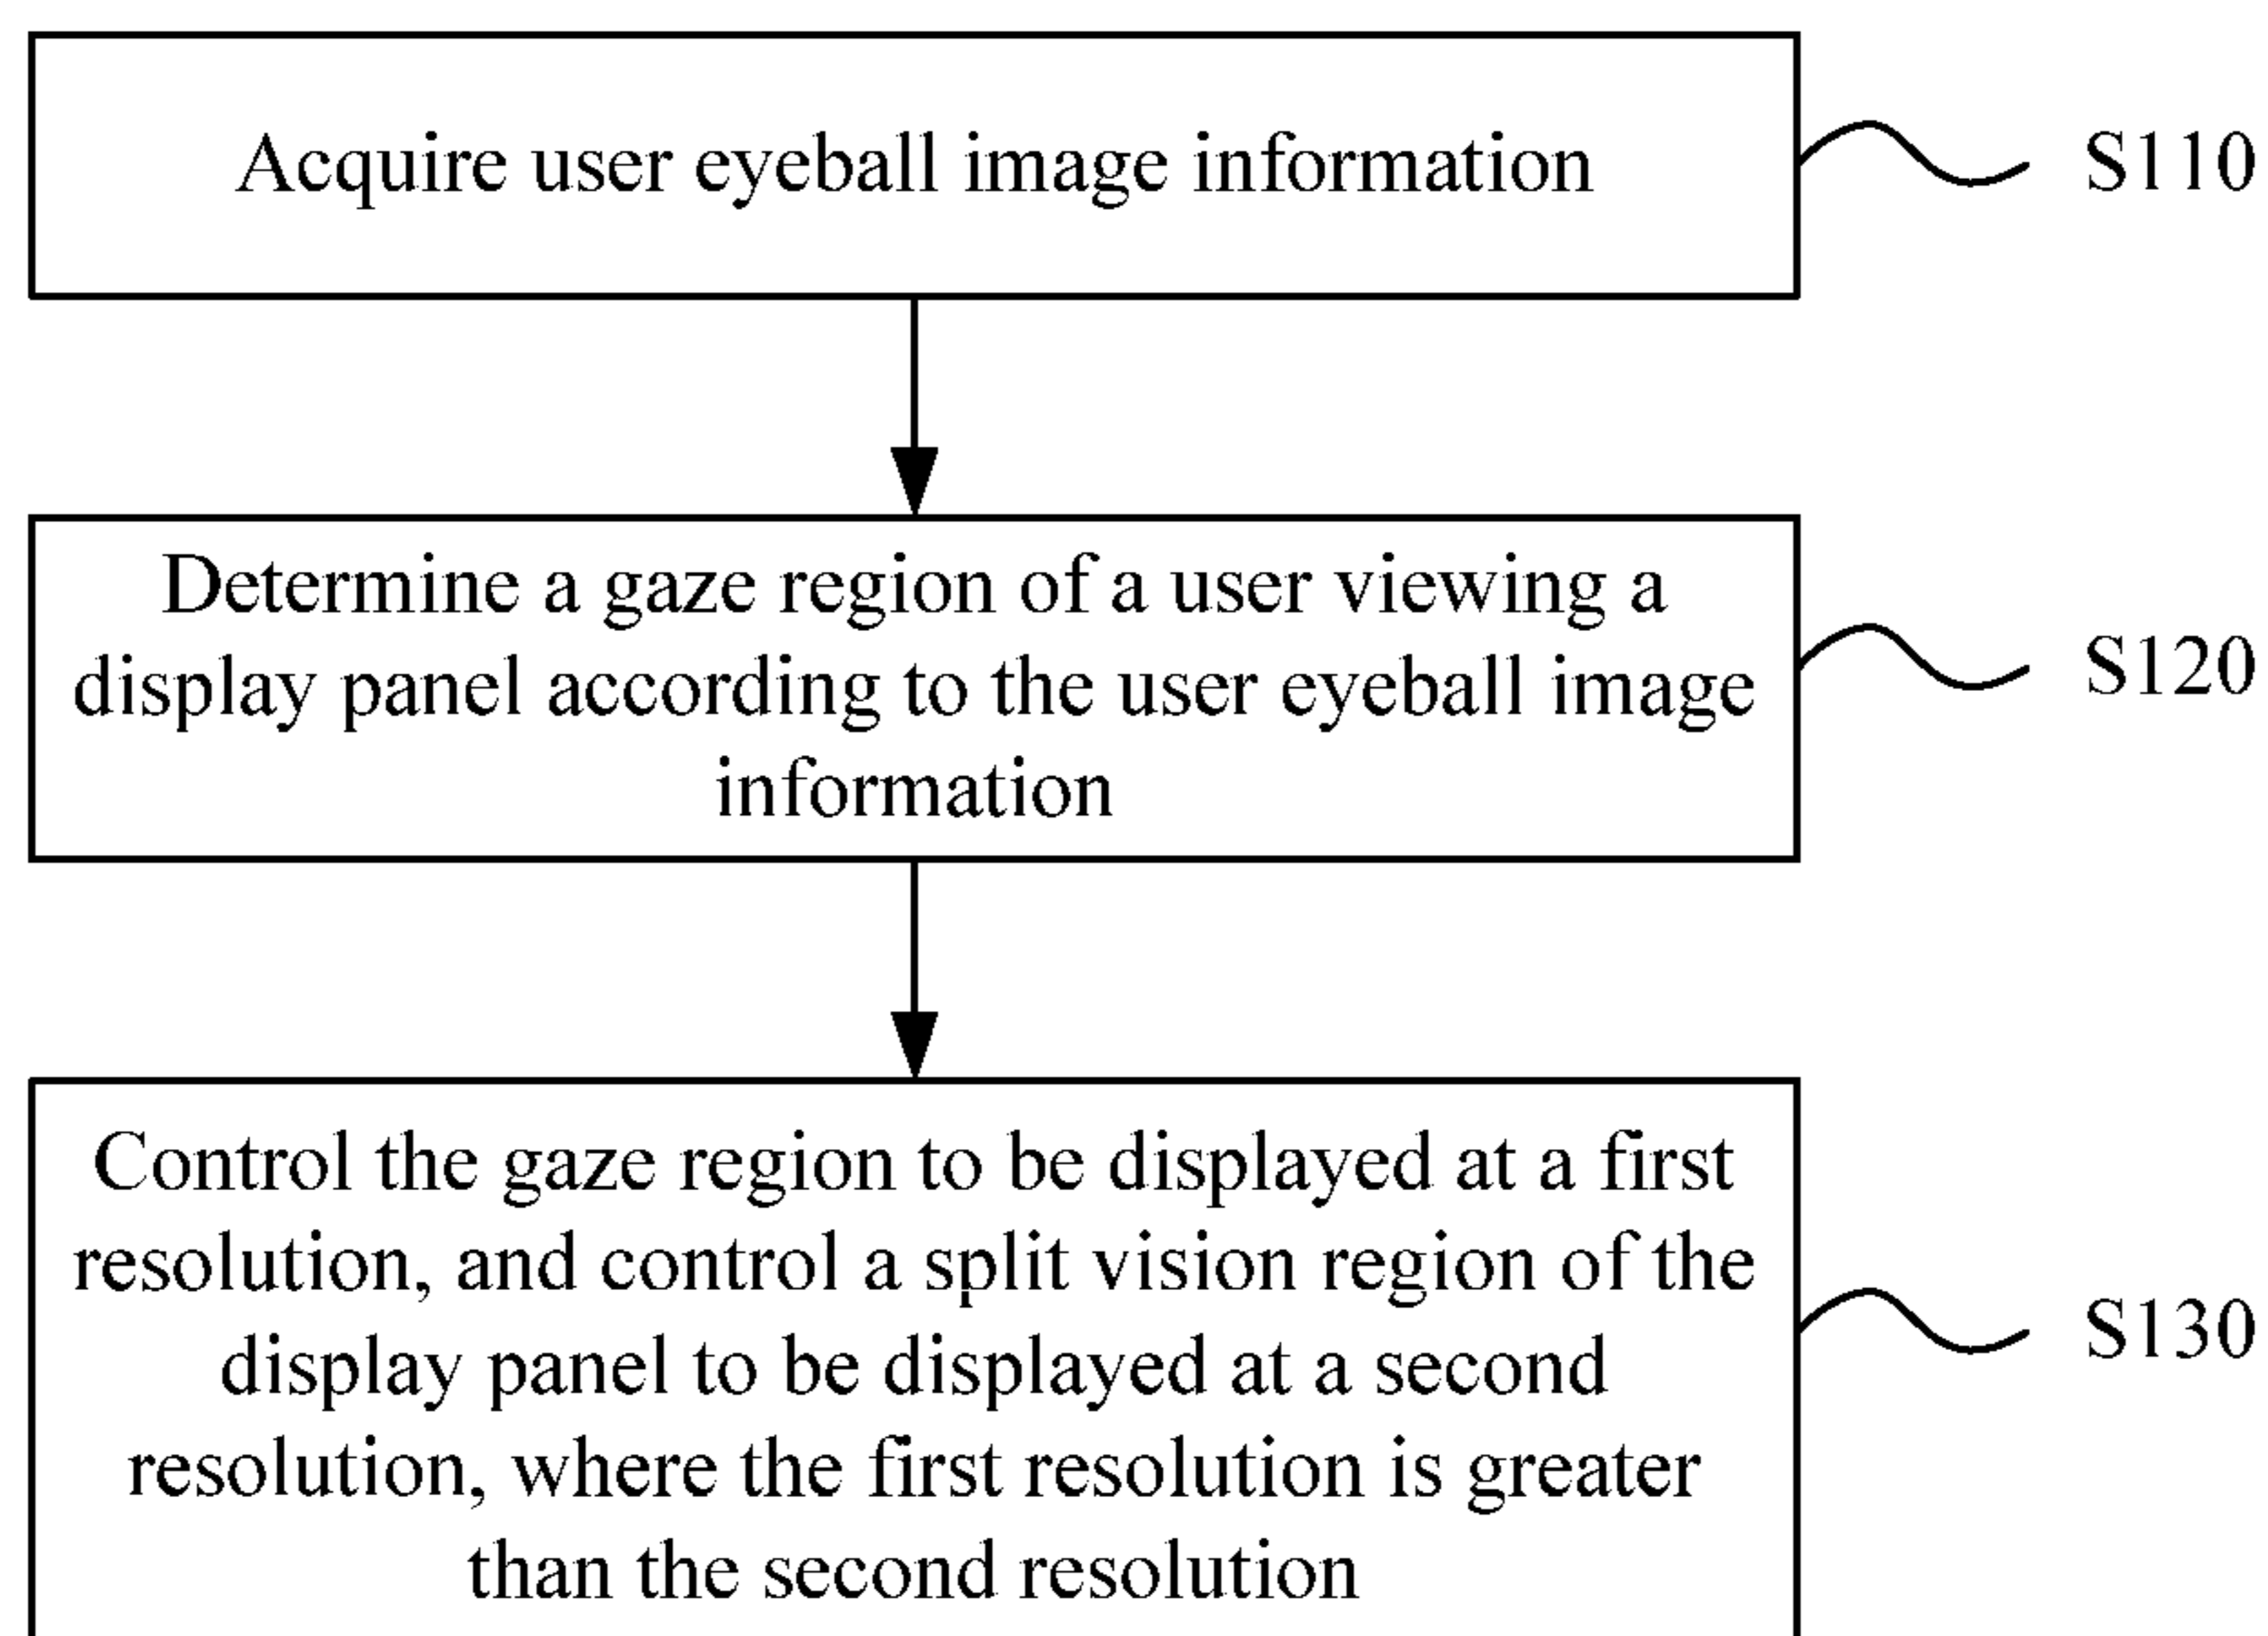 Acquire user eyeball image information
S110
Determine a gaze region of a user viewing a
display panel according to the user eyeball image
information
S120
Control the gaze region to be displayed at a first
resolution, and control a split vision region of the
display panel to be displayed at a second
resolution, where the first resolution is greater
than the second resolution
S130